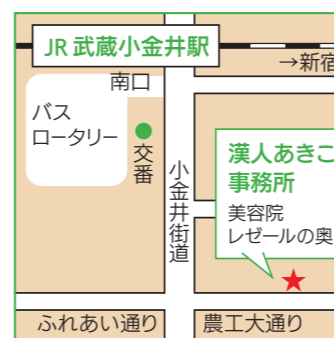 JR 武蔵小金井駅
→新宿
南口
バス
ロータリー
交番
小金井街道
漢人あきこ
事務所
美容院
レゼールの奥
ふれあい通り
農工大通り